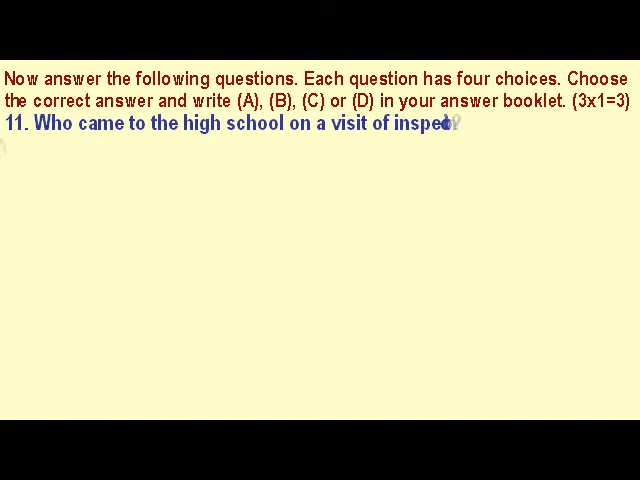 Now answer the following questions. Each question has four choices. Choose
the correct answer and write (A), (B), (C) or (D) in your answer booklet. (3x1=3)
11. Who came to the high school on a visit of